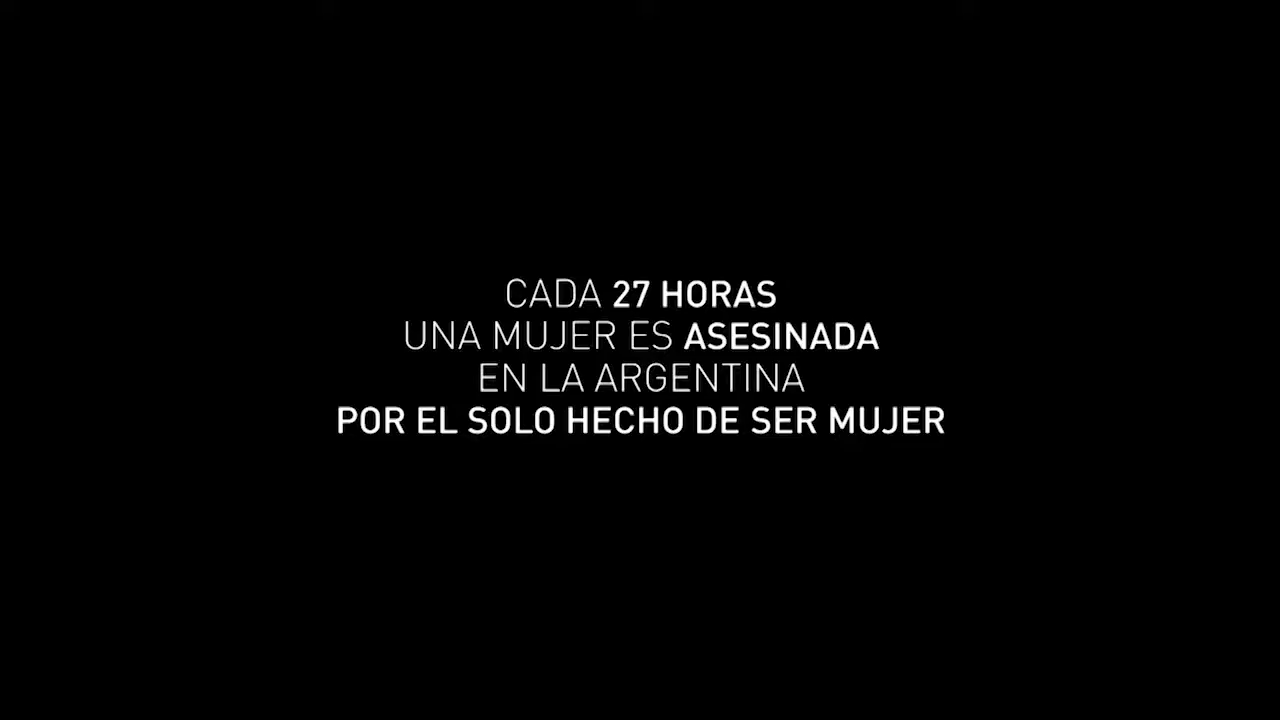 CADA 27 HORAS
UNA MUJER ES ASESINADA
EN LA ARGENTINA
POR EL SOLO HECHO DE SER MUJER